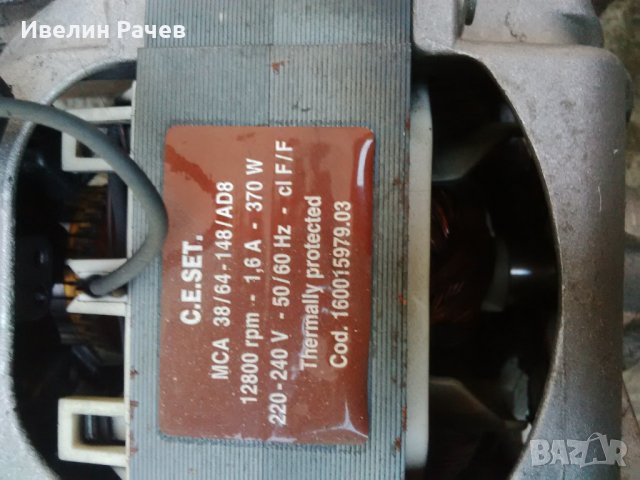 Ивелин Рачев
C.E.SET.
MCA 38/64-148/AD8
12800 rpm - 1,6 A - 370 W
220-240 V - 50/60 Hz - cl F/F
Thermally protected
Cod. 160015979.03
BAZAR